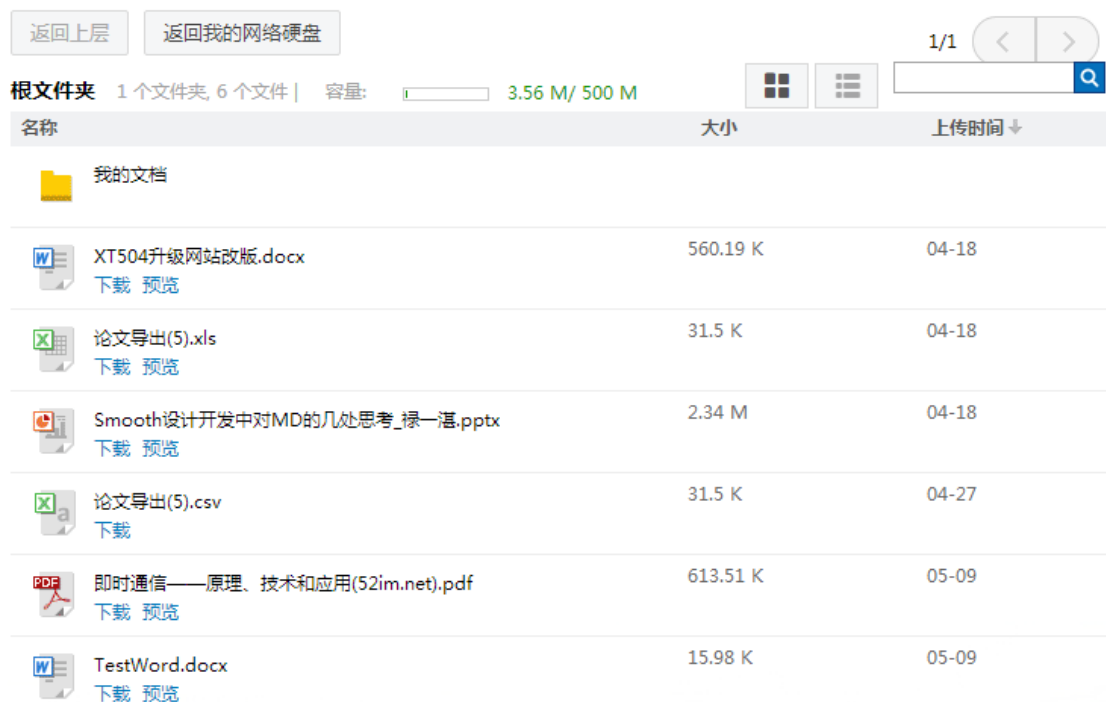 返回上层 返回我的网络硬盘
1/1
根文件夹 1 个文件夹, 6 个文件 | 容量: 3.56 M/ 500 M
名称 大小 上传时间
我的文档
XT504升级网站改版.docx 560.19 K 04-18
下载 预览
论文导出(5).xls 31.5 K 04-18
下载 预览
Smooth设计开发中对MD的几处思考_禄一湛.pptx 2.34 M 04-18
下载 预览
论文导出(5).csv 31.5 K 04-27
下载
PDF 即时通信——原理、技术和应用(52im.net).pdf 613.51 K 05-09
下载 预览
TestWord.docx 15.98 K 05-09
下载 预览